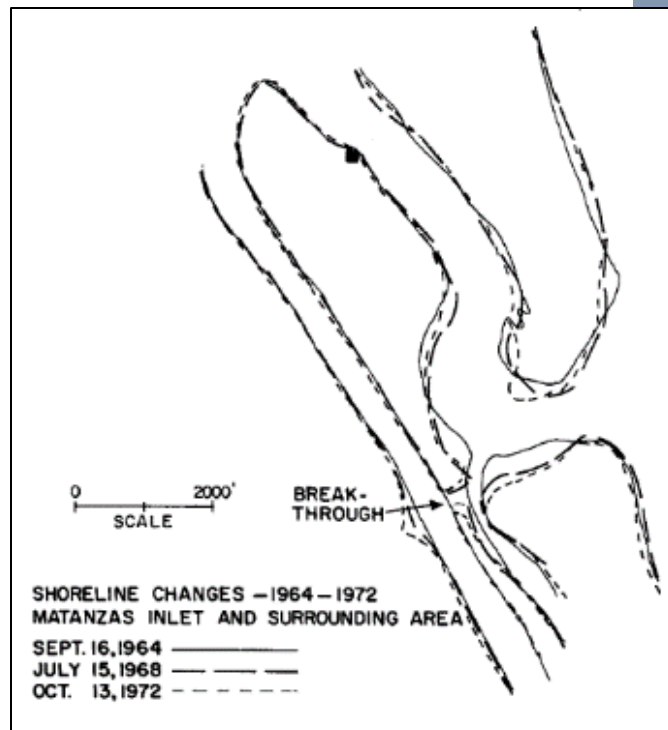 0 2000'
SCALE
BREAK-
THROUGH
SHORELINE CHANGES – 1964 – 1972
MATANZAS INLET AND SURROUNDING AREA
SEPT. 16, 1964
JULY 15, 1968
OCT. 13, 1972